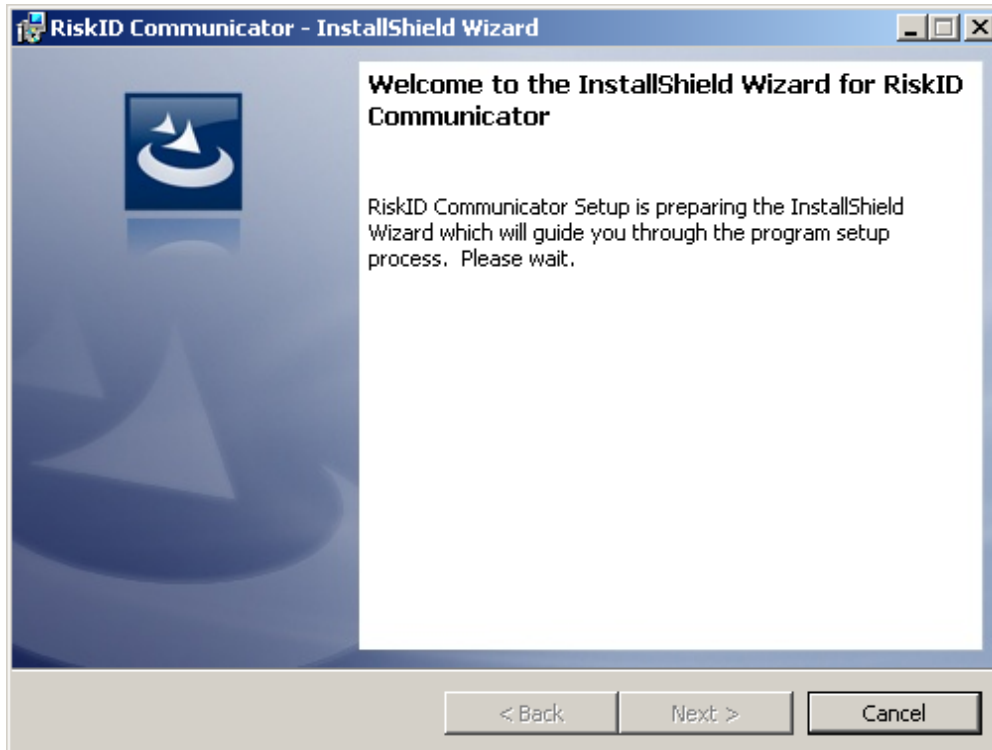 RiskID Communicator - InstallShield Wizard
Welcome to the InstallShield Wizard for RiskID
Communicator
RiskID Communicator Setup is preparing the InstallShield
Wizard which will guide you through the program setup
process.  Please wait.
< Back
Next >
Cancel